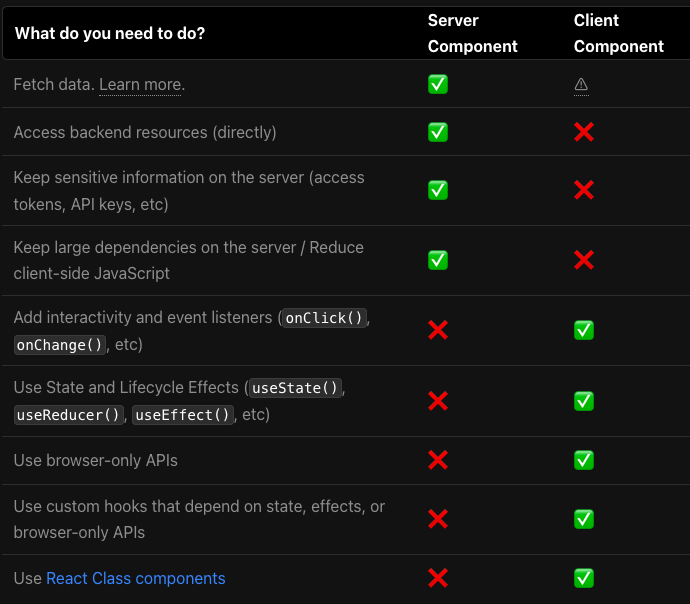 What do you need to do?
Server
Component
Client
Component
Fetch data. Learn more.
Access backend resources (directly)
Keep sensitive information on the server (access
tokens, API keys, etc)
Keep large dependencies on the server / Reduce
client-side JavaScript
Add interactivity and event listeners (onClick(),
onChange(), etc)
Use State and Lifecycle Effects (useState(),
useReducer(), useEffect(), etc)
Use browser-only APIs
Use custom hooks that depend on state, effects, or
browser-only APIs
Use React Class components